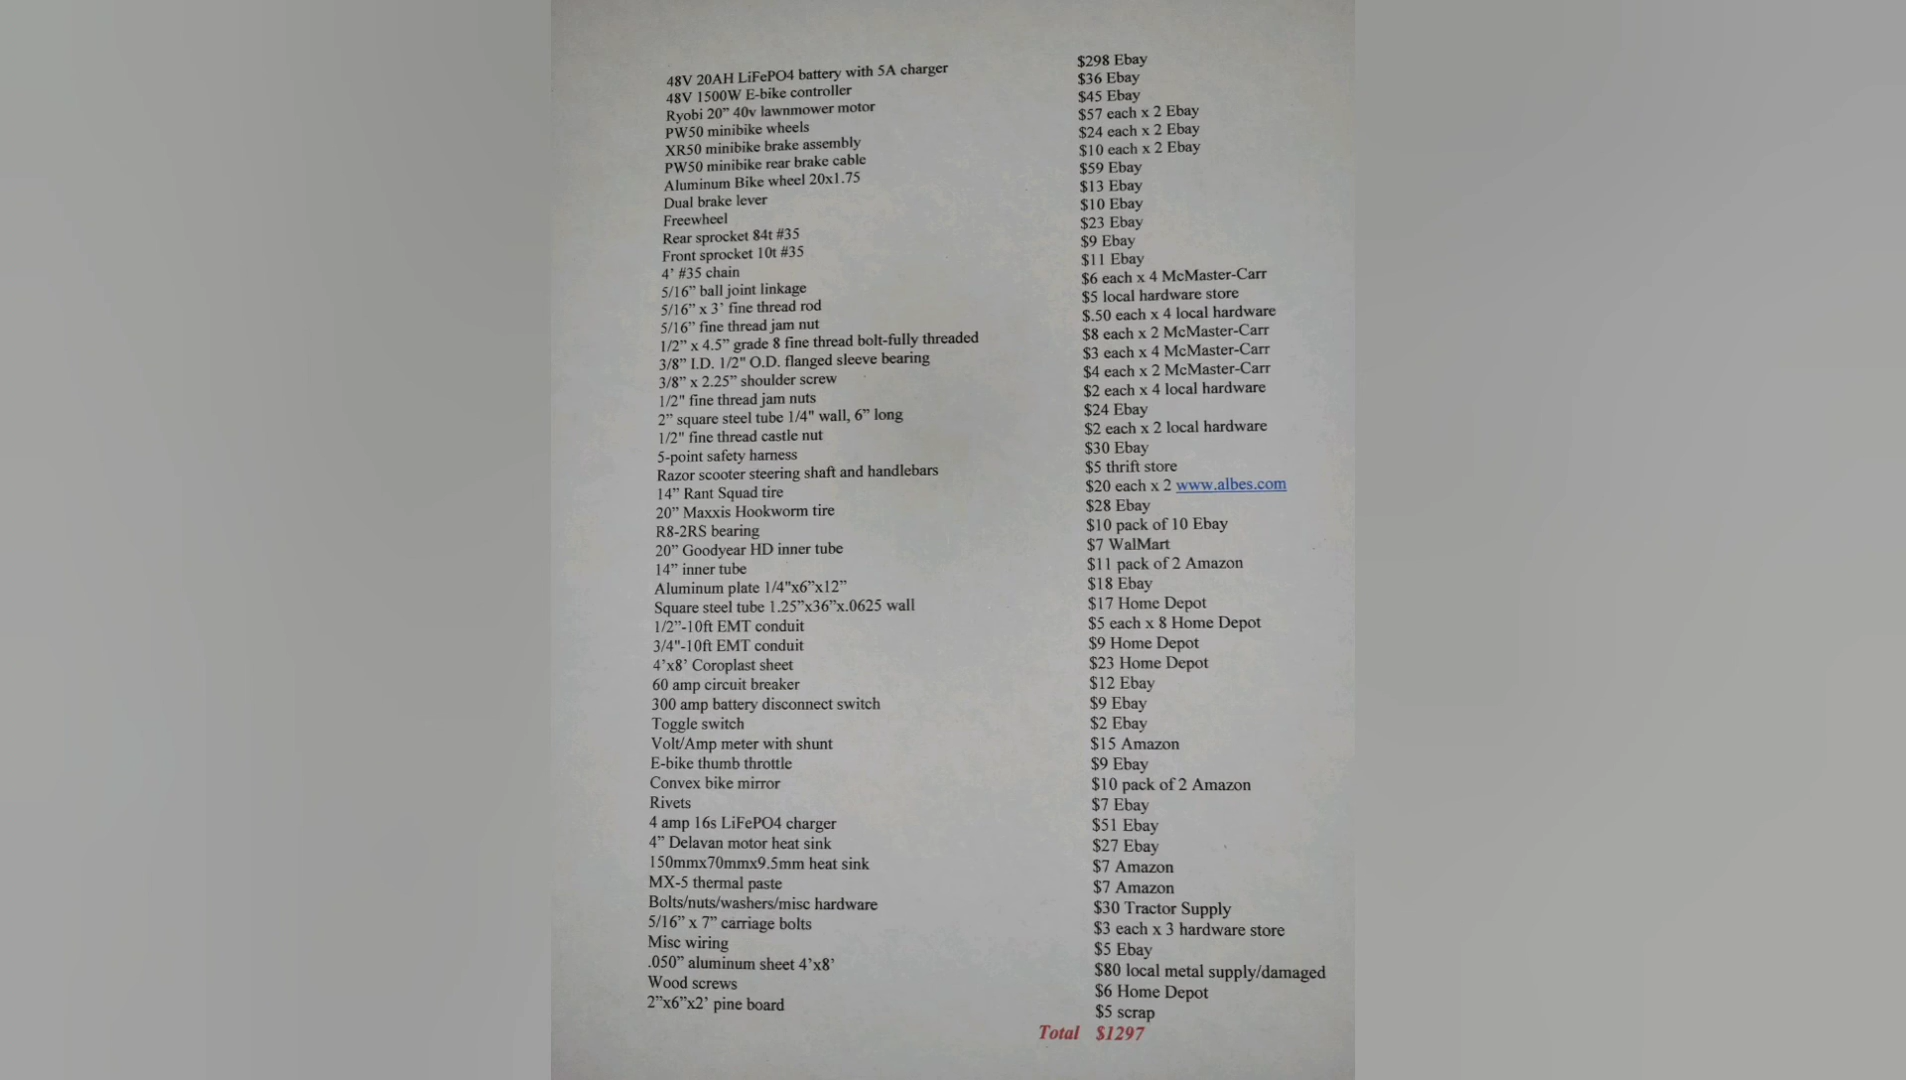 48V 20AH LiFePO4 battery with 5A charger $298 Ebay
48V 1500W E-bike controller $36 Ebay
Ryobi 20” 40v lawnmower motor $45 Ebay
PW50 minibike wheels $57 each x 2 Ebay
XR50 minibike brake assembly $24 each x 2 Ebay
PW50 minibike rear brake cable $10 each x 2 Ebay
Aluminum Bike wheel 20x1.75 $59 Ebay
Dual brake lever $13 Ebay
Freewheel $10 Ebay
Rear sprocket 84t #35 $23 Ebay
Front sprocket 10t #35 $9 Ebay
4’ #35 chain $11 Ebay
5/16” ball joint linkage $6 each x 4 McMaster-Carr
5/16” x 3’ fine thread rod $5 local hardware store
5/16” fine thread jam nut $.50 each x 4 local hardware
1/2” x 4.5” grade 8 fine thread bolt-fully threaded $8 each x 2 McMaster-Carr
3/8” I.D. 1/2" O.D. flanged sleeve bearing $3 each x 4 McMaster-Carr
3/8” x 2.25” shoulder screw $4 each x 2 McMaster-Carr
1/2" fine thread jam nuts $2 each x 4 local hardware
2” square steel tube 1/4" wall, 6” long $24 Ebay
1/2" fine thread castle nut $2 each x 2 local hardware
5-point safety harness $30 Ebay
Razor scooter steering shaft and handlebars $5 thrift store
14” Rant Squad tire $20 each x 2 www.albes.com
20” Maxxis Hookworm tire $28 Ebay
R8-2RS bearing $10 pack of 10 Ebay
20” Goodyear HD inner tube $7 WalMart
14” inner tube $11 pack of 2 Amazon
Aluminum plate 1/4"x6”x12” $18 Ebay
Square steel tube 1.25”x36”x.0625 wall $17 Home Depot
1/2”-10ft EMT conduit $5 each x 8 Home Depot
3/4"-10ft EMT conduit $9 Home Depot
4’x8’ Coroplast sheet $23 Home Depot
60 amp circuit breaker $12 Ebay
300 amp battery disconnect switch $9 Ebay
Toggle switch $2 Ebay
Volt/Amp meter with shunt $15 Amazon
E-bike thumb throttle $9 Ebay
Convex bike mirror $10 pack of 2 Amazon
Rivets $7 Ebay
4 amp 16s LiFePO4 charger $51 Ebay
4” Delavan motor heat sink $27 Ebay
150mmx70mmx9.5mm heat sink $7 Amazon
MX-5 thermal paste $7 Amazon
Bolts/nuts/washers/misc hardware $30 Tractor Supply
5/16” x 7” carriage bolts $3 each x 3 hardware store
Misc wiring $5 Ebay
.050” aluminum sheet 4’x8’ $80 local metal supply/damaged
Wood screws $6 Home Depot
2”x6”x2’ pine board $5 scrap
Total $1297